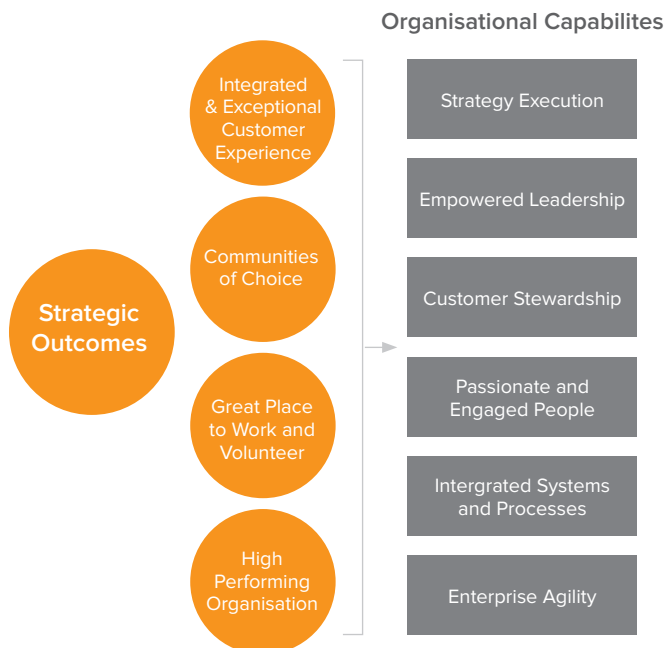 Organisational Capabilites
Strategic
Outcomes
Integrated
& Exceptional
Customer
Experience
Communities
of Choice
Great Place
to Work and
Volunteer
High
Performing
Organisation
Strategy Execution
Empowered Leadership
Customer Stewardship
Passionate and
Engaged People
Intergrated Systems
and Processes
Enterprise Agility